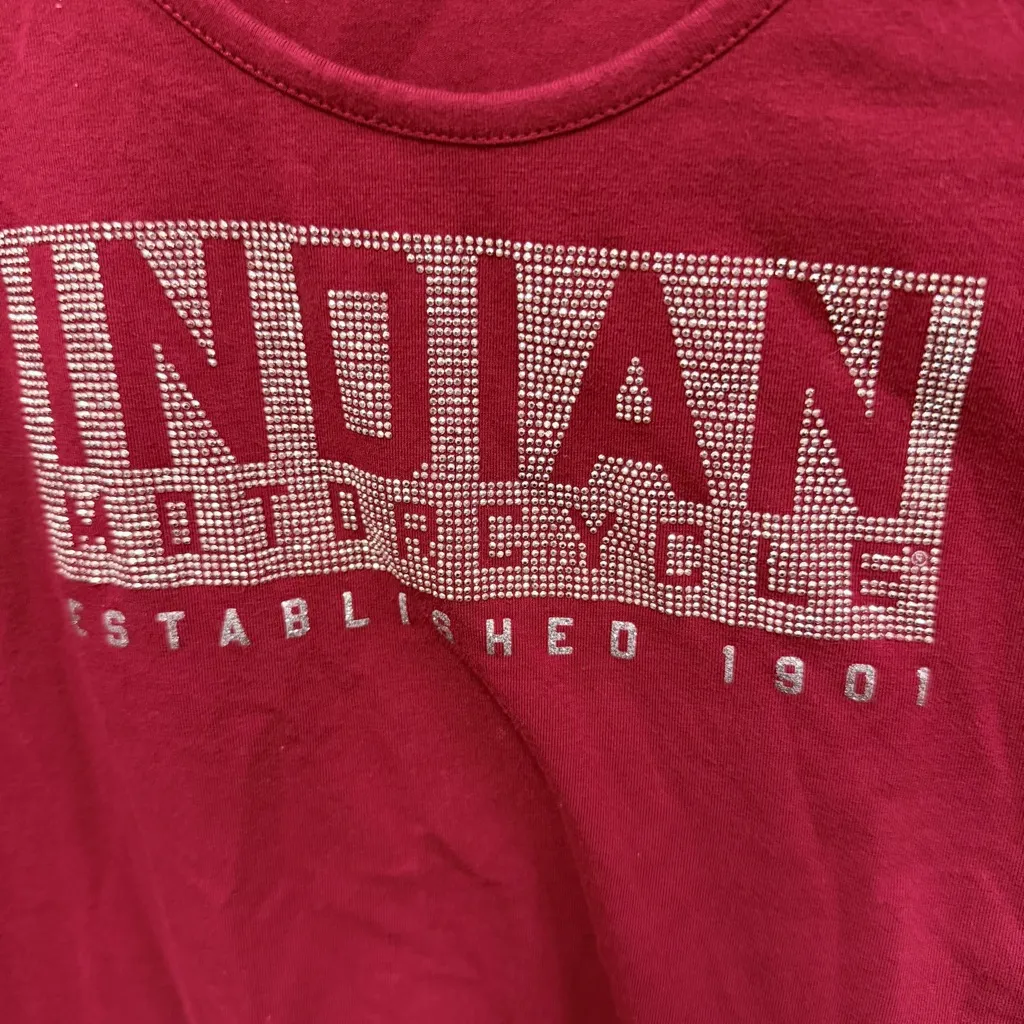 INDIAN
MOTORCYCLE®
ESTABLISHED 1901